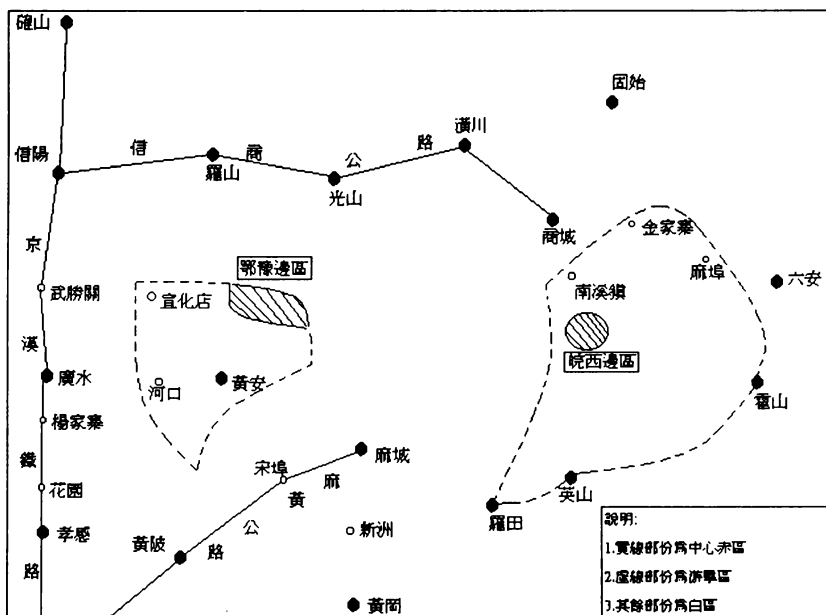 確山
固始
潢川
信陽
信商公路
羅山
光山
商城
金家寨
麻埠
六安
京漢鐵路
武勝關
宣化店
鄂豫邊區
南溪鎮
皖西邊區
廣水
河口
黃安
霍山
楊家寨
麻城
宋埠
黃麻公路
花園
英山
羅田
孝感
黃陂
新洲
黃岡
說明:
1.實線部份為中心赤區
2.虛線部份為游擊區
3.其餘部份為白區